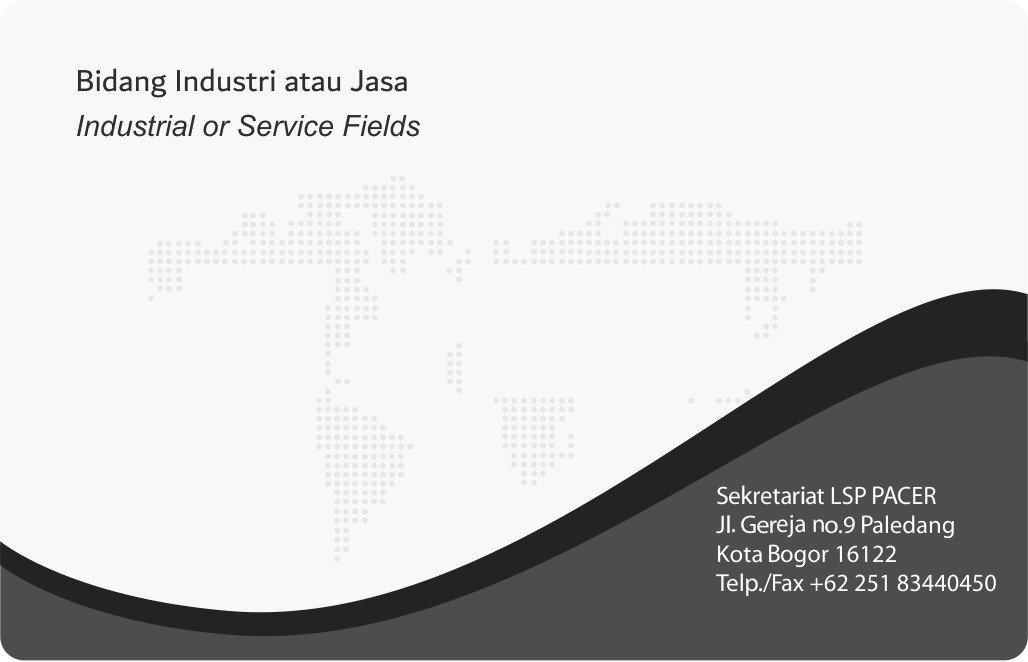 Bidang Industri atau Jasa
Industrial or Service Fields
Sekretariat LSP PACER
Jl. Gereja no.9 Paledang
Kota Bogor 16122
Telp./Fax +62 251 83440450